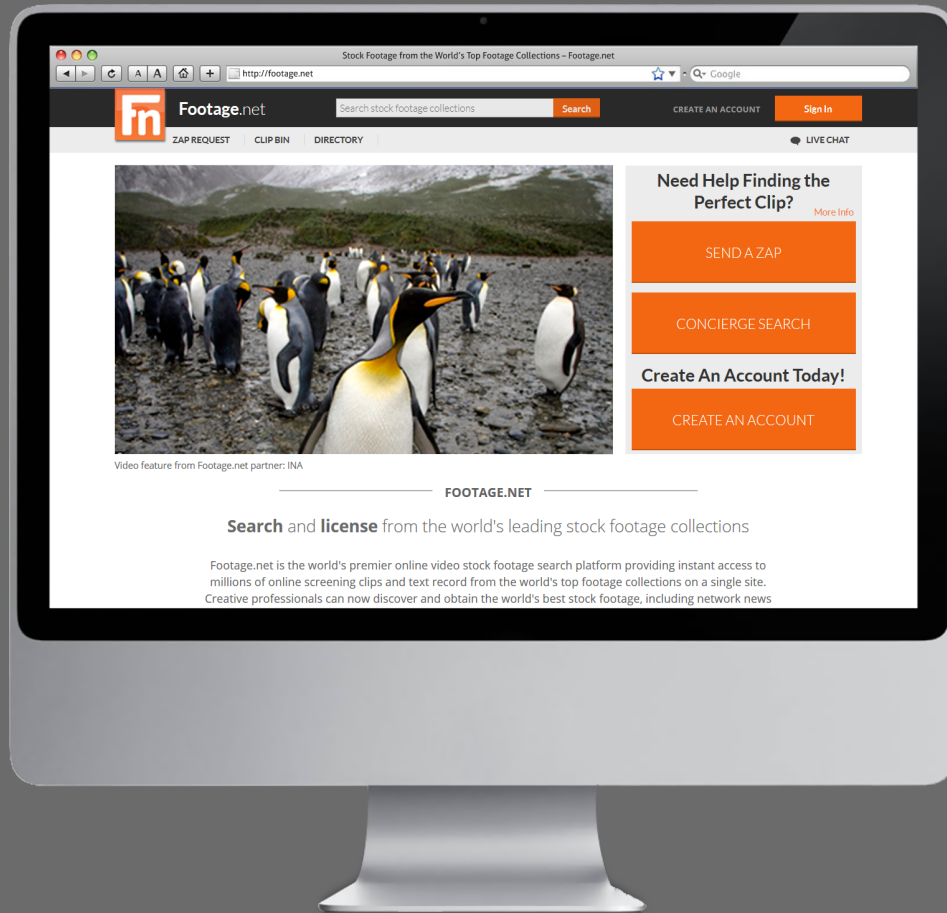 Stock Footage from the World's Top Footage Collections – Footage.net
A A + http://footage.net Google
Fn Footage.net Search stock footage collections Search CREATE AN ACCOUNT Sign In
ZAP REQUEST CLIP BIN DIRECTORY LIVE CHAT
Need Help Finding the
Perfect Clip?
More Info
SEND A ZAP
CONCIERGE SEARCH
Create An Account Today!
CREATE AN ACCOUNT
Video feature from Footage.net partner: INA
FOOTAGE.NET
Search and license from the world's leading stock footage collections
Footage.net is the world's premier online video stock footage search platform providing instant access to
millions of online screening clips and text record from the world's top footage collections on a single site.
Creative professionals can now discover and obtain the world's best stock footage, including network news